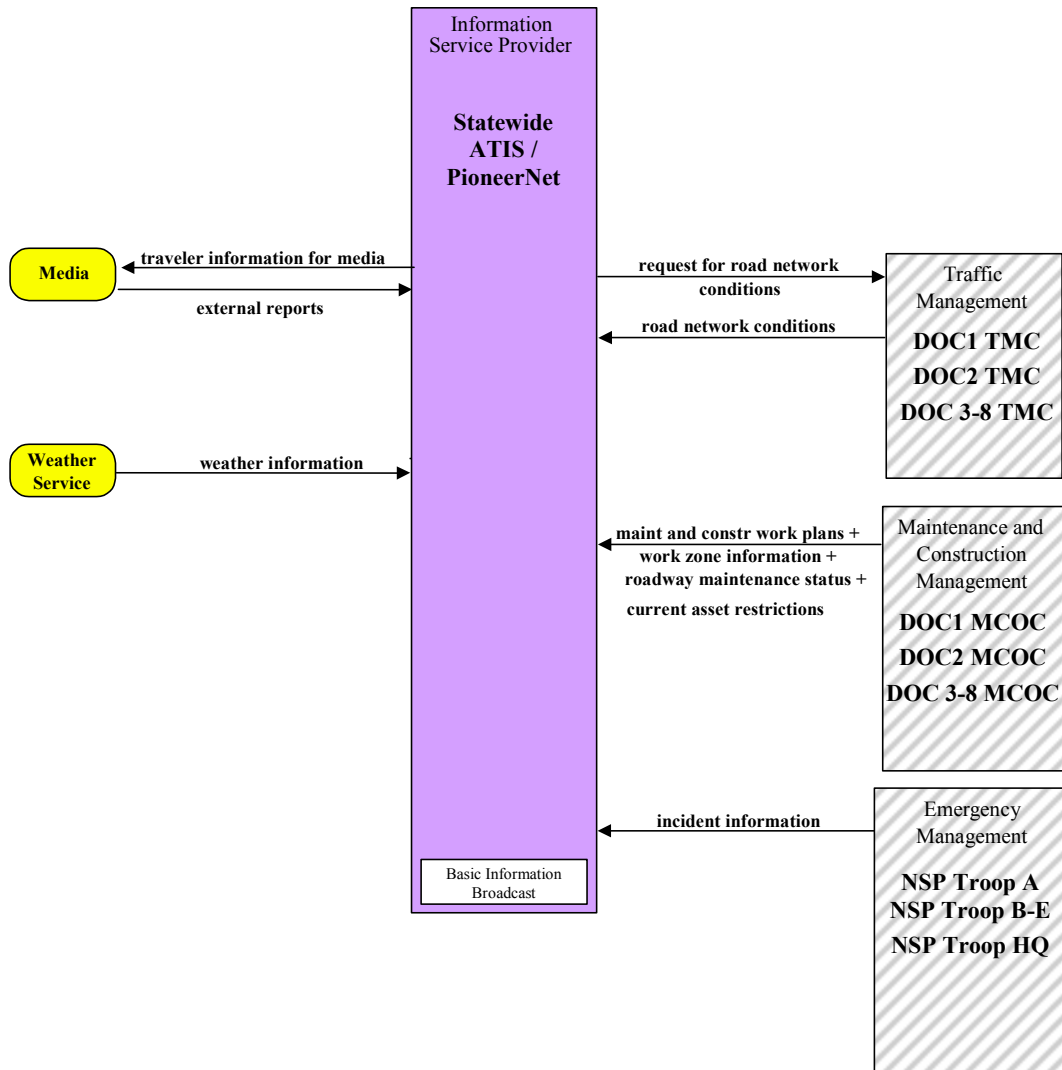 Information
Service Provider
Statewide
ATIS /
PioneerNet
traveler information for media
Media
external reports
Weather
Service
weather information
request for road network
conditions
road network conditions
Traffic
Management
DOC1 TMC
DOC2 TMC
DOC 3-8 TMC
maint and constr work plans +
work zone information +
roadway maintenance status +
current asset restrictions
Maintenance and
Construction
Management
DOC1 MCOC
DOC2 MCOC
DOC 3-8 MCOC
incident information
Emergency
Management
NSP Troop A
NSP Troop B-E
NSP Troop HQ
Basic Information
Broadcast